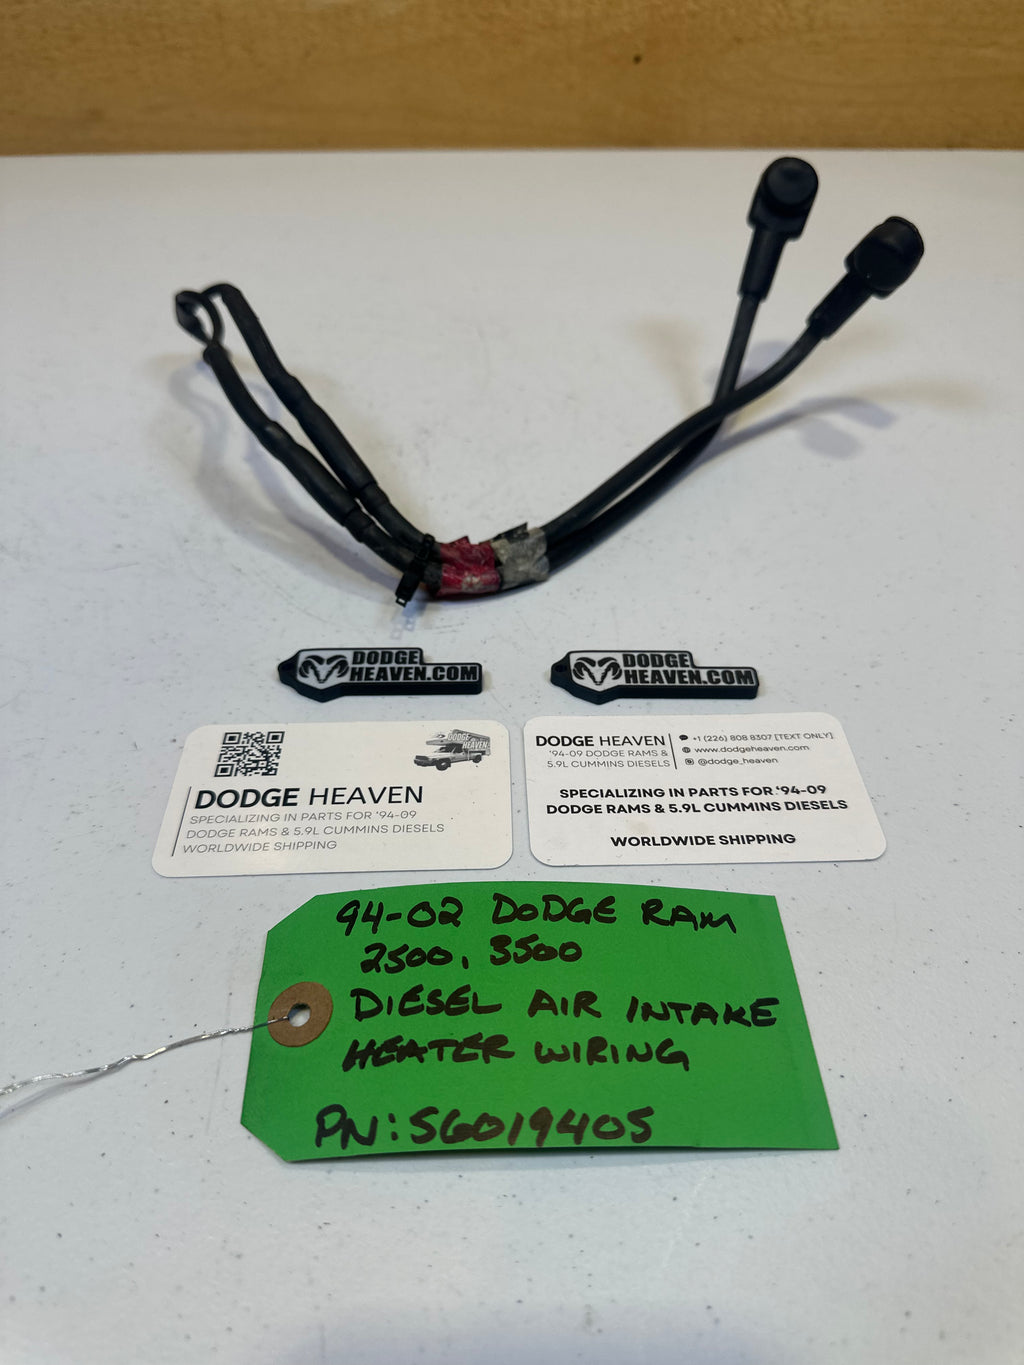 DODGE
HEAVEN.COM
DODGE
HEAVEN.COM
DODGE
HEAVEN
DODGE HEAVEN
SPECIALIZING IN PARTS FOR '94-09
DODGE RAMS & 5.9L CUMMINS DIESELS
WORLDWIDE SHIPPING
DODGE HEAVEN
'94-09 DODGE RAMS &
5.9L CUMMINS DIESELS
+1 (226) 808 8307 [TEXT ONLY]
www.dodgeheaven.com
@dodge_heaven
SPECIALIZING IN PARTS FOR '94-09
DODGE RAMS & 5.9L CUMMINS DIESELS
WORLDWIDE SHIPPING
94-02 DODGE RAM
2500, 3500
DIESEL AIR INTAKE
HEATER WIRING
PN: 56019405